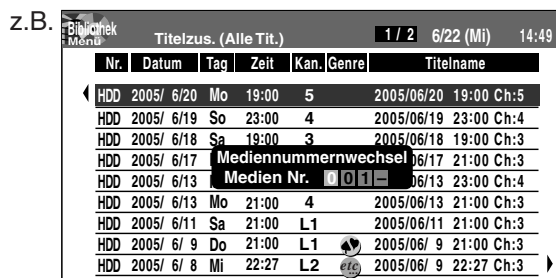 z.B.
Bibliothek Menü Titelzus. (Alle Tit.) 1 / 2 6/22 (Mi) 14:49
Nr. Datum Tag Zeit Kan. Genre Titelname
HDD 2005/ 6/20 Mo 19:00 5 2005/06/20 19:00 Ch:5
HDD 2005/ 6/19 So 23:00 4 2005/06/19 23:00 Ch:4
HDD 2005/ 6/18 Sa 19:00 3 2005/06/18 19:00 Ch:3
HDD 2005/ 6/17 06/17 21:00 Ch:3
HDD 2005/ 6/13 06/13 23:00 Ch:4
Mediennummernwechsel
Medien Nr. 001–
HDD 2005/ 6/13 Mo 21:00 4 2005/06/13 21:00 Ch:3
HDD 2005/ 6/11 Sa 21:00 L1 2005/06/11 21:00 Ch:3
HDD 2005/ 6/ 9 Do 21:00 L1 2005/06/ 9 21:00 Ch:3
HDD 2005/ 6/ 8 Mi 22:27 L2 etc 2005/06/ 9 22:27 Ch:3